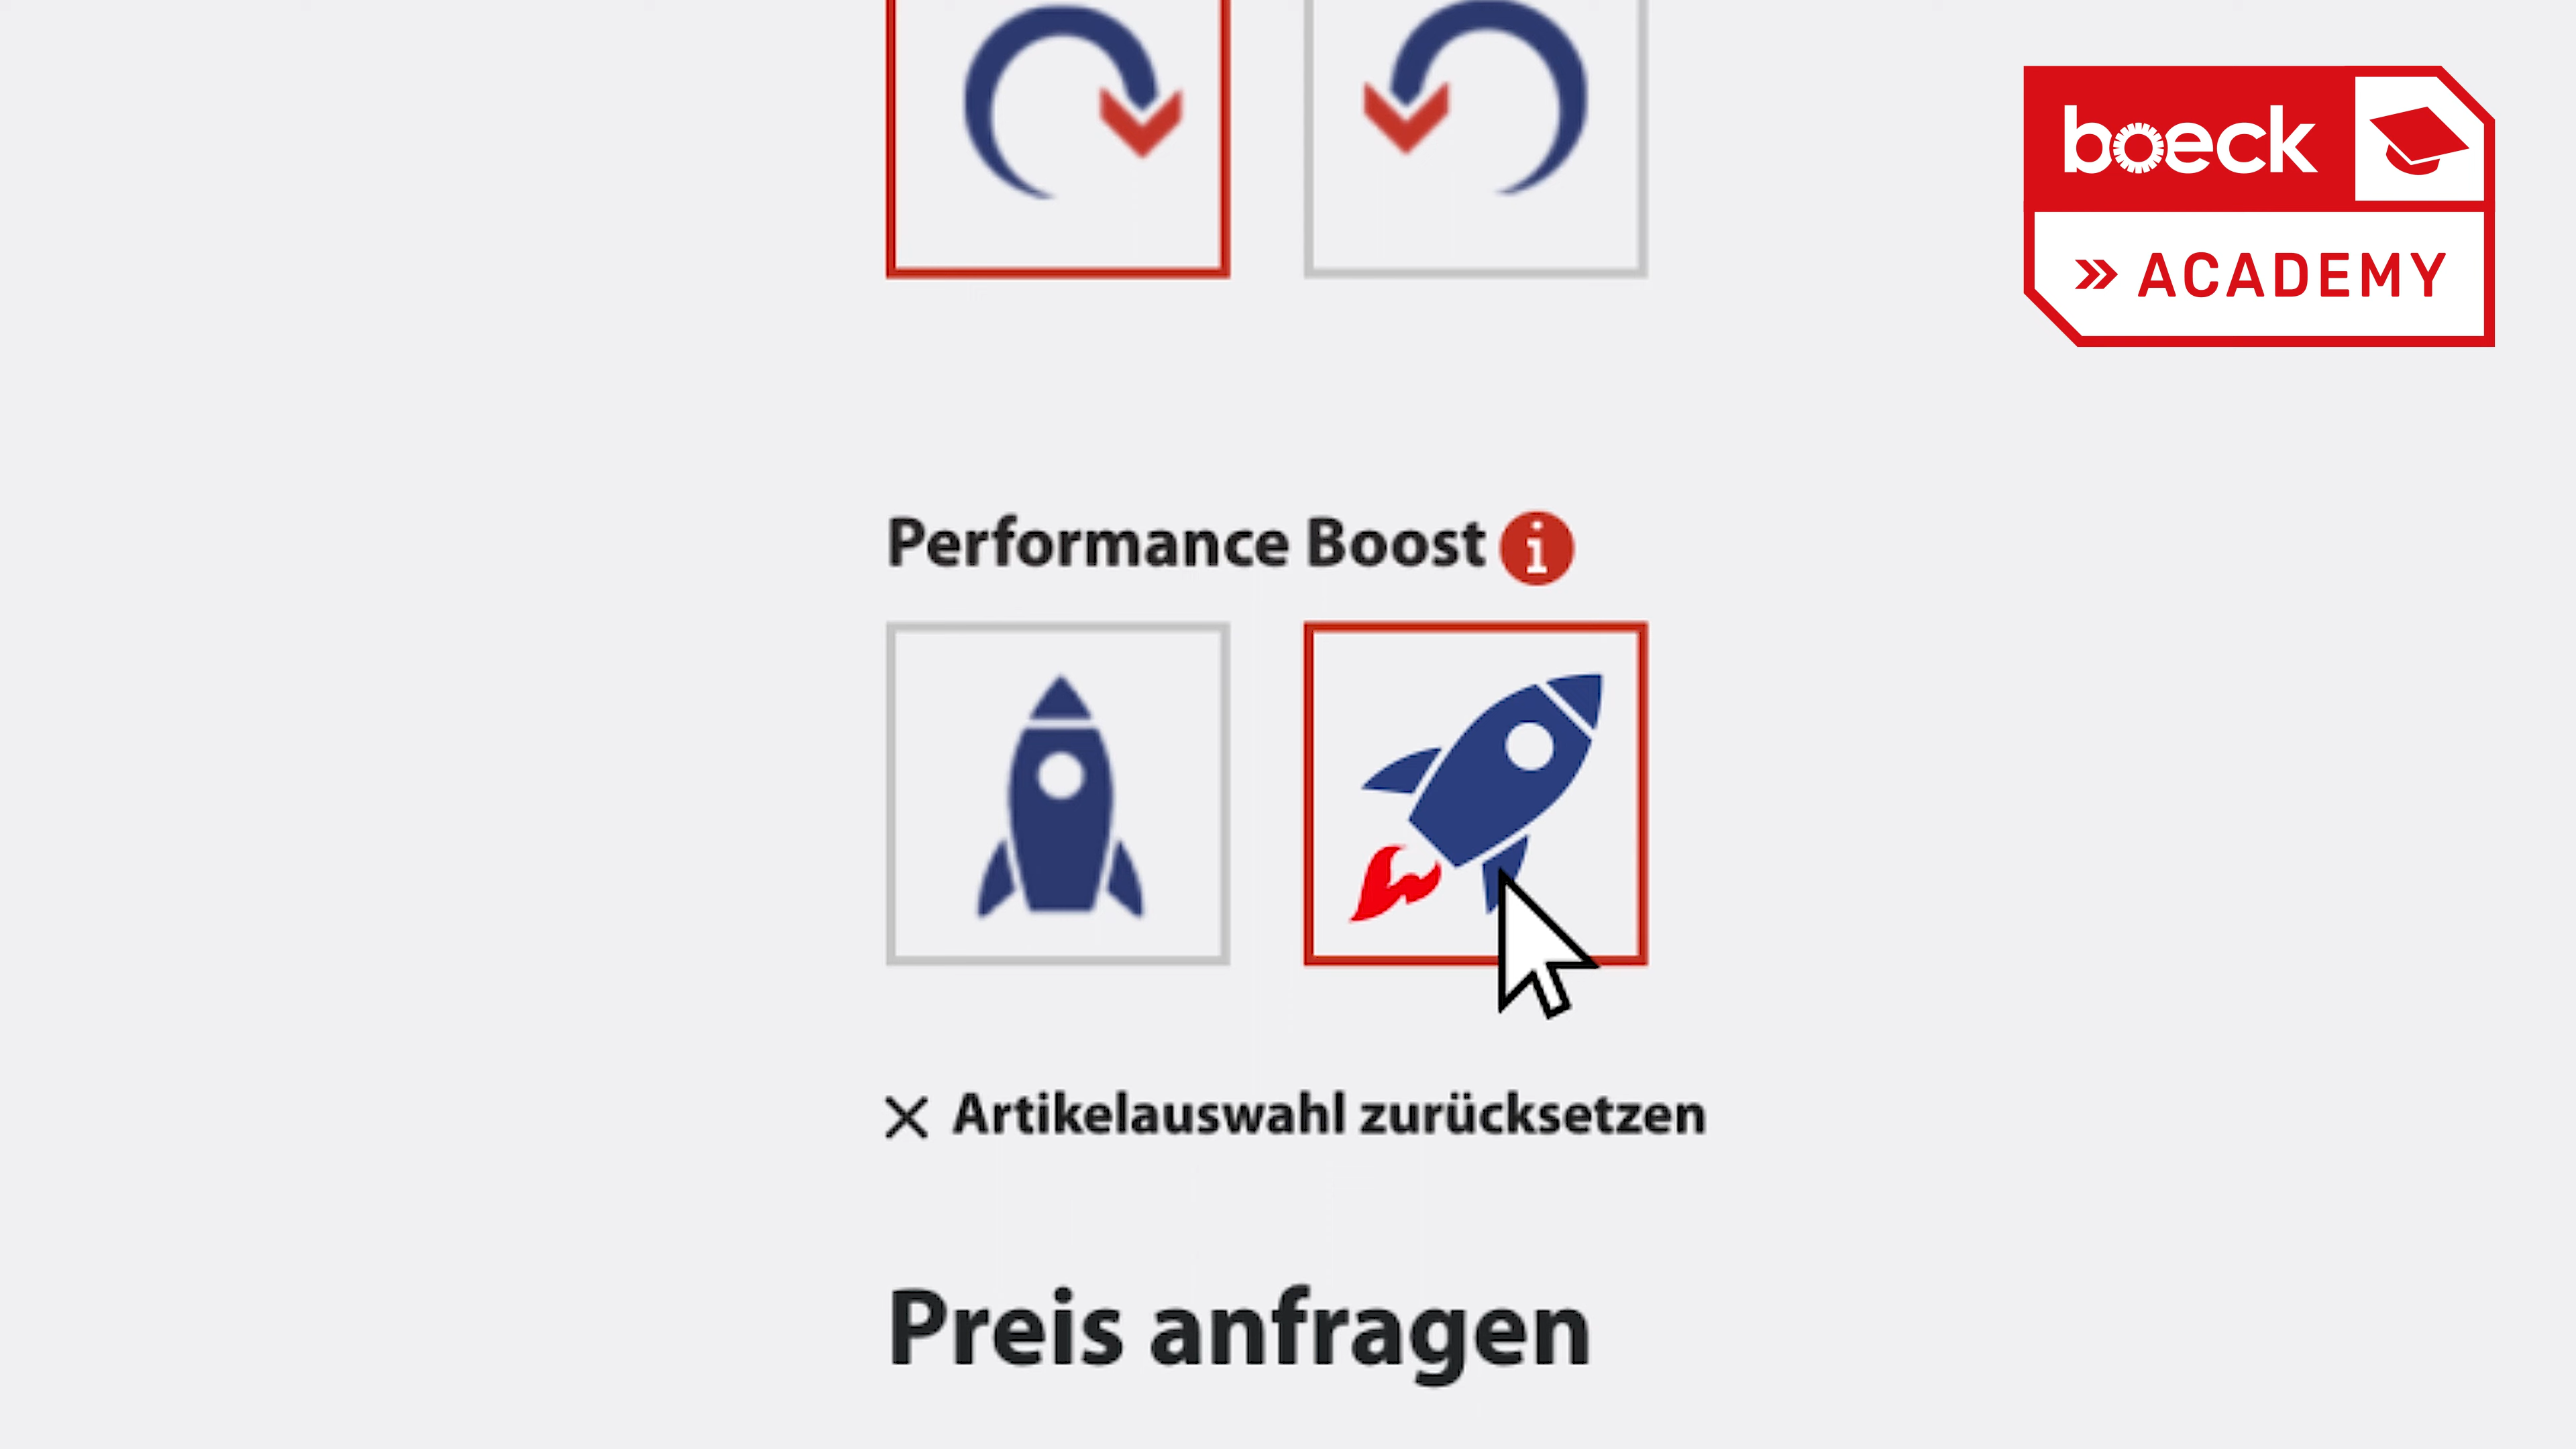 boeck
» ACADEMY
Performance Boost i
× Artikelauswahl zurücksetzen
Preis anfragen